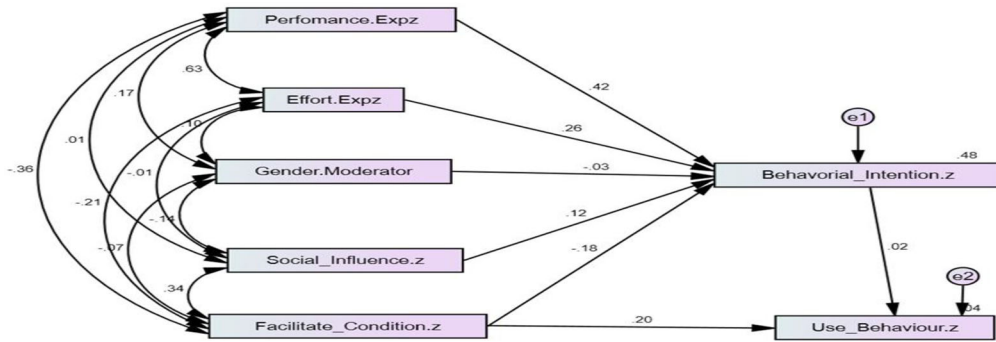 Perfomance.Expz
.63
.42
.17
Effort.Expz
.10
.26
e1
.01
.48
-.36
-.01
Gender.Moderator
-.03
Behavorial_Intention.z
-.21
-.14
.12
-.07
-.18
.02
Social_Influence.z
e2
.34
.04
Facilitate_Condition.z
.20
Use_Behaviour.z